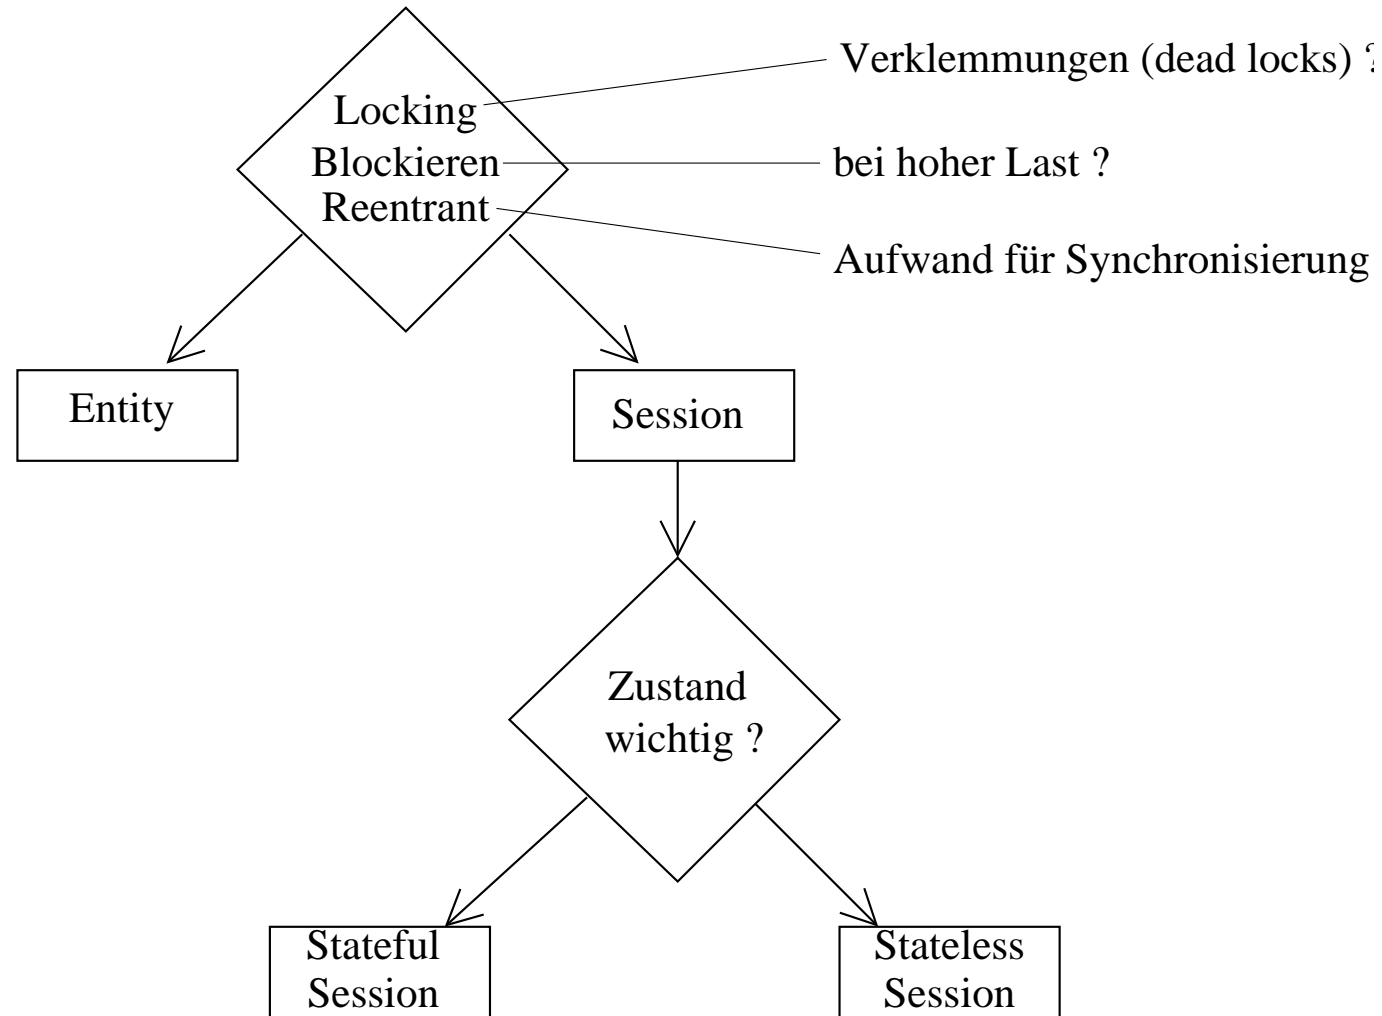 Verklemmungen (dead locks) ?
Locking
Blockieren
bei hoher Last ?
Reentrant
Aufwand für Synchronisierung
Entity
Session
Zustand
wichtig ?
Stateful
Session
Stateless
Session